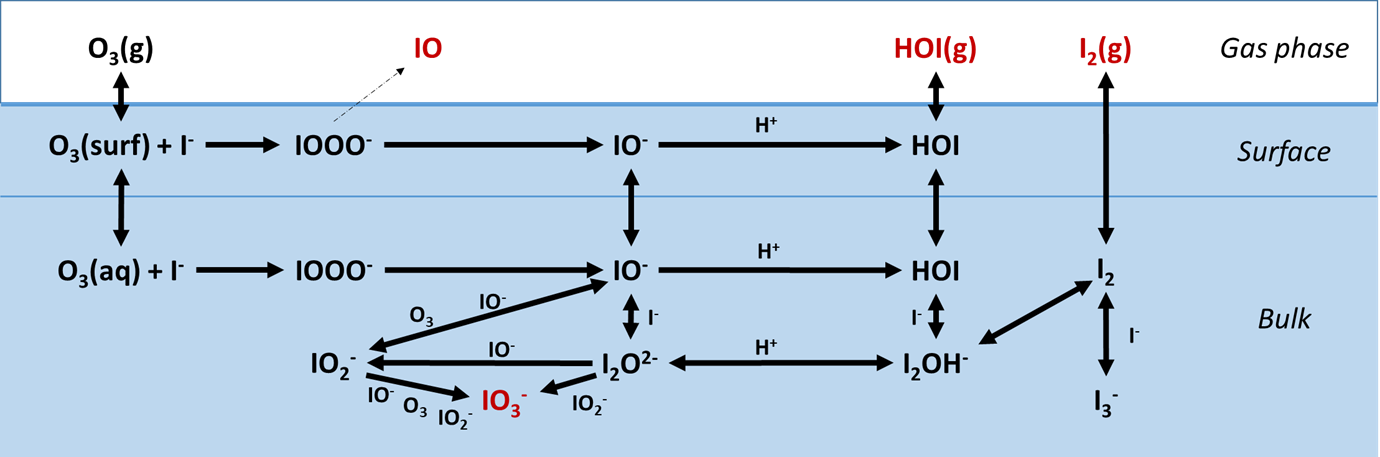 O₃(g) IO HOI(g) I₂(g) Gas phase
H⁺
O₃(surf) + I⁻ IOOO⁻ IO⁻ HOI Surface
H⁺
O₃(aq) + I⁻ IOOO⁻ IO⁻ HOI I₂
O₃ IO⁻ I⁻ I⁻ I⁻ Bulk
IO⁻ H⁺
IO₂⁻ I₂O²⁻ I₂OH⁻
IO⁻ O₃ IO₂⁻ IO₃⁻ IO₂⁻ I₃⁻